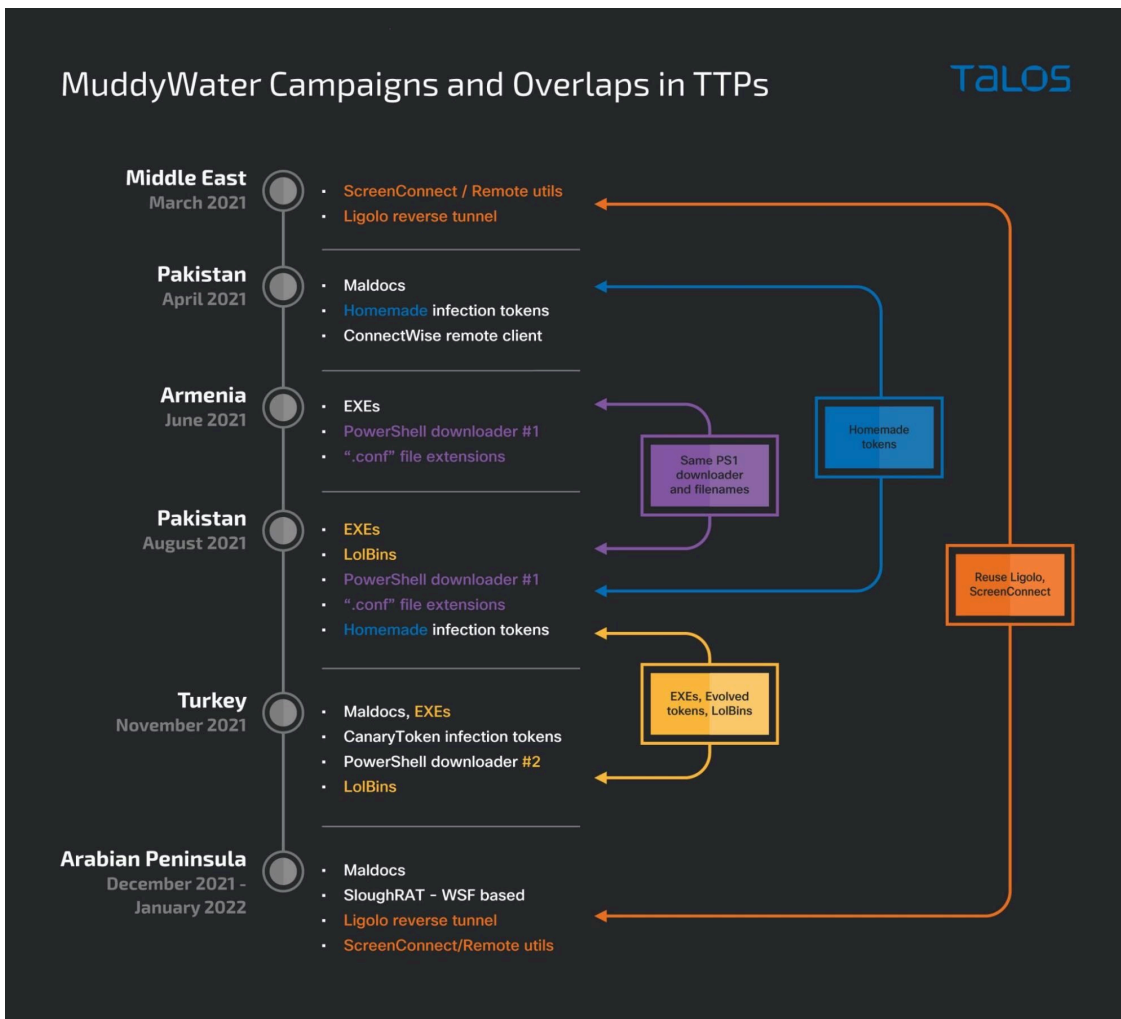 MuddyWater Campaigns and Overlaps in TTPs
TALOS
Middle East
March 2021
• ScreenConnect / Remote utils
• Ligolo reverse tunnel
Pakistan
April 2021
• Maldocs
• Homemade infection tokens
• ConnectWise remote client
Armenia
June 2021
• EXEs
• PowerShell downloader #1
• “.conf” file extensions
Pakistan
August 2021
• EXEs
• LolBins
• PowerShell downloader #1
• “.conf” file extensions
• Homemade infection tokens
Turkey
November 2021
• Maldocs, EXEs
• CanaryToken infection tokens
• PowerShell downloader #2
• LolBins
Arabian Peninsula
December 2021 -
January 2022
• Maldocs
• SloughRAT - WSF based
• Ligolo reverse tunnel
• ScreenConnect/Remote utils
Same PS1
downloader
and filenames
Homemade
tokens
EXEs, Evolved
tokens, LolBins
Reuse Ligolo,
ScreenConnect